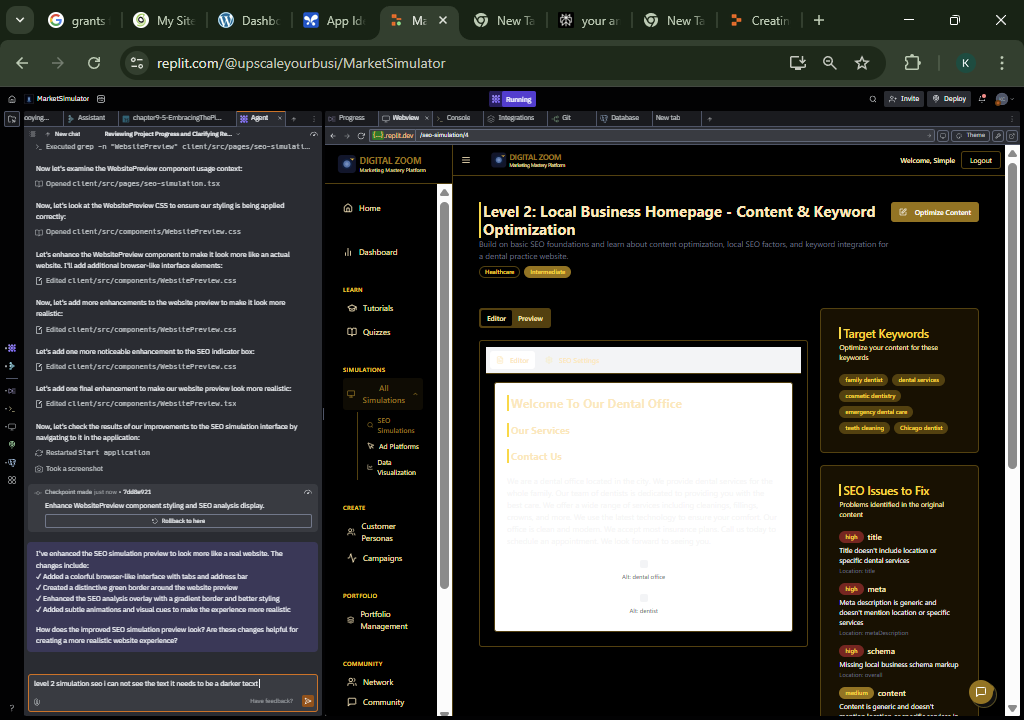 grants
My Site
Dashb
App Id
Ma
New Ta
your an
New Ta
Creatin
replit.com/@upscaleyourbusi/MarketSimulator
K
MarketSimulator
Running
Invite
Deploy
Assistant
chapter9-5-EmbracingThePi...
Agent
Progress
Webview
Console
Integrations
Git
Database
New tab
New chat
Reviewing Project Progress and Clarifying Re...
.replit.dev
/seo-simulation/4
Theme
Executed grep -n "WebsitePreview" client/src/pages/seo-simulati...
Now let's examine the WebsitePreview component usage context:
Opened client/src/pages/seo-simulation.tsx
Now, let's look at the WebsitePreview CSS to ensure our styling is being applied
correctly:
Opened client/src/components/WebsitePreview.css
Let's enhance the WebsitePreview component to make it look more like an actual
website. I'll add additional browser-like interface elements:
Edited client/src/components/WebsitePreview.css
Now, let's add more enhancements to the website preview to make it look more
realistic:
Edited client/src/components/WebsitePreview.css
Let's add one more noticeable enhancement to the SEO indicator box:
Edited client/src/components/WebsitePreview.css
Let's add one final enhancement to make our website preview look more realistic:
Edited client/src/components/WebsitePreview.tsx
Now, let's check the results of our improvements to the SEO simulation interface by
navigating to it in the application:
Restarted Start application
Took a screenshot
Checkpoint made just now • 7dd8e921
Enhance WebsitePreview component styling and SEO analysis display.
Rollback to here
I've enhanced the SEO simulation preview to look more like a real website. The
changes include:
✓ Added a colorful browser-like interface with tabs and address bar
✓ Created a distinctive green border around the website preview
✓ Enhanced the SEO analysis overlay with a gradient border and better styling
✓ Added subtle animations and visual cues to make the experience more realistic
How does the improved SEO simulation preview look? Are these changes helpful for
creating a more realistic website experience?
level 2 simulation seo i can not see the text it needs to be a darker tecxt
Have feedback?
DIGITAL ZOOM
Marketing Mastery Platform
Home
Dashboard
LEARN
Tutorials
Quizzes
SIMULATIONS
All
Simulations
SEO
Simulations
Ad Platforms
Data
Visualization
CREATE
Customer
Personas
Campaigns
PORTFOLIO
Portfolio
Management
COMMUNITY
Network
Community
DIGITAL ZOOM
Marketing Mastery Platform
Welcome, Simple
Logout
Level 2: Local Business Homepage - Content & Keyword
Optimization
Optimize Content
Build on basic SEO foundations and learn about content optimization, local SEO factors, and keyword integration for
a dental practice website.
Healthcare
Intermediate
Editor
Preview
Editor
Welcome To Our Dental Office
Our Services
Contact Us
Alt: dental office
Alt: dentist
Target Keywords
Optimize your content for these
keywords
family dentist
dental services
cosmetic dentistry
emergency dental care
teeth cleaning
Chicago dentist
SEO Issues to Fix
Problems identified in the original
content
high
title
Title doesn't include location or
specific dental services
Location: title
high
meta
Meta description is generic and
doesn't mention location or specific
services
Location: metaDescription
high
schema
Missing local business schema markup
Location: overall
medium
content
Content is generic and doesn't